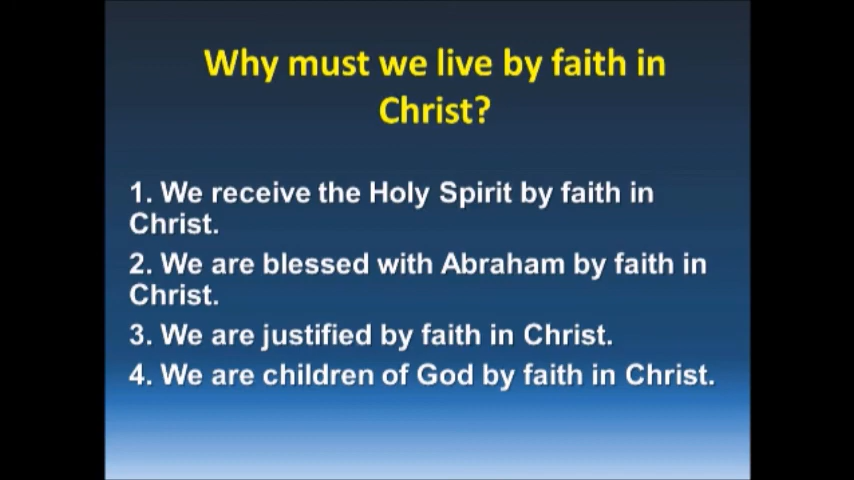 Why must we live by faith in
Christ?
1. We receive the Holy Spirit by faith in
Christ.
2. We are blessed with Abraham by faith in
Christ.
3. We are justified by faith in Christ.
4. We are children of God by faith in Christ.